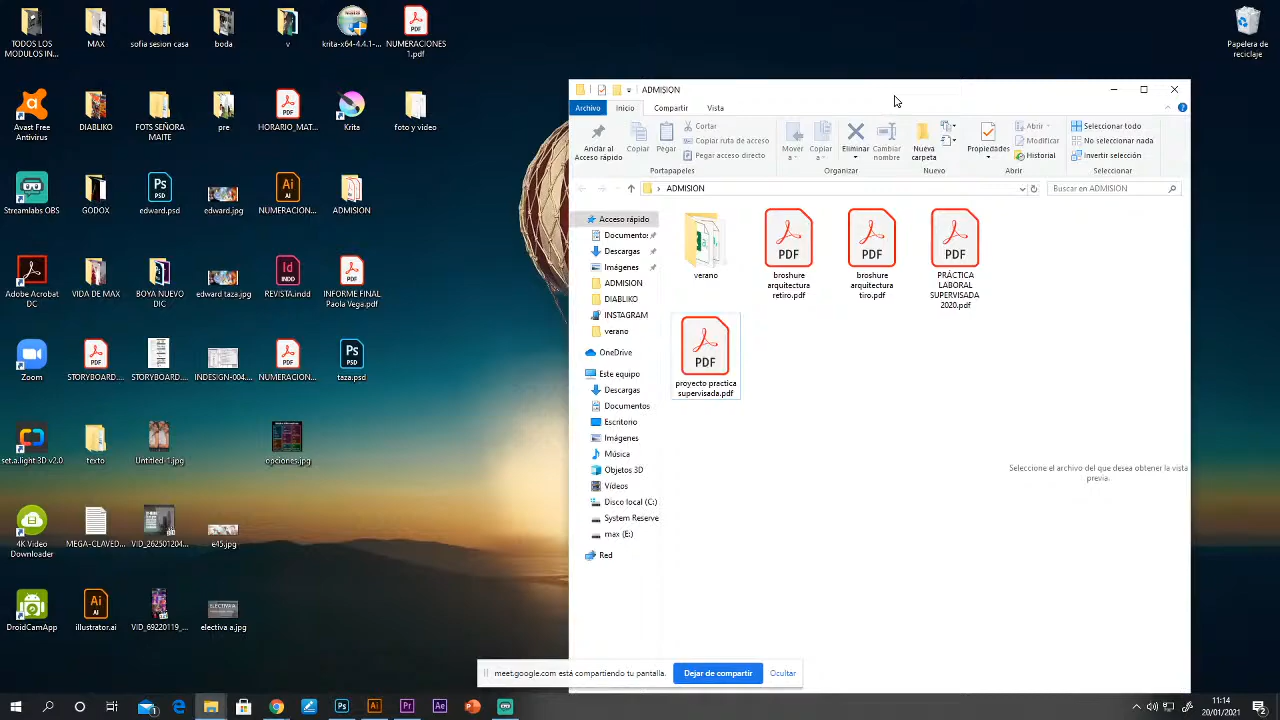 TODOS LOS
MODULOS IN...
MAX
sofia sesion casa
boda
v
krita-x64-4.4.1-...
NUMERACIONES
1.pdf
Papelera de
reciclaje
Avast Free
Antivirus
DIABLIKO
FOTS SEÑORA
MAITE
pre
HORARIO_MAT...
Krita
foto y video
Streamlabs OBS
GODOX
edward.psd
edward.jpg
NUMERACION...
ADMISION
Adobe Acrobat
DC
VIDA DE MAX
BOYA NUEVO
DIC
edward taza.jpg
REVISTA.indd
INFORME FINAL
Paola Vega.pdf
Zoom
STORYBOARD....
STORYBOARD....
INDESIGN-004....
NUMERACION...
taza.psd
set.a.light 3D v2.0
texto
Untitled-1.jpg
opciones.jpg
4K Video
Downloader
MEGA-CLAVED...
VID_262501204...
e45.jpg
DroidCamApp
illustrator.ai
VID_69220119_...
electiva a.jpg
ADMISION
Archivo
Inicio
Compartir
Vista
Anclar al
Acceso rápido
Copiar
Pegar
Cortar
Copiar ruta de acceso
Pegar acceso directo
Portapapeles
Mover
a
Copiar
a
Eliminar
Cambiar
nombre
Organizar
Nueva
carpeta
Nuevo
Propiedades
Abrir
Modificar
Historial
Abrir
Seleccionar todo
No seleccionar nada
Invertir selección
Seleccionar
ADMISION
Buscar en ADMISION
Acceso rápido
Documentos
Descargas
Imágenes
ADMISION
DIABLIKO
INSTAGRAM
verano
OneDrive
Este equipo
Descargas
Documentos
Escritorio
Imágenes
Música
Objetos 3D
Vídeos
Disco local (C:)
System Reserve
max (E:)
Red
verano
PDF
broshure
arquitectura
retiro.pdf
PDF
broshure
arquitectura
tiro.pdf
PDF
PRÁCTICA
LABORAL
SUPERVISADA
2020.pdf
PDF
proyecto practica
supervisada.pdf
Seleccione el archivo del que desea obtener la vista
previa.
meet.google.com está compartiendo tu pantalla.
Dejar de compartir
Ocultar
11:14
20/01/2021